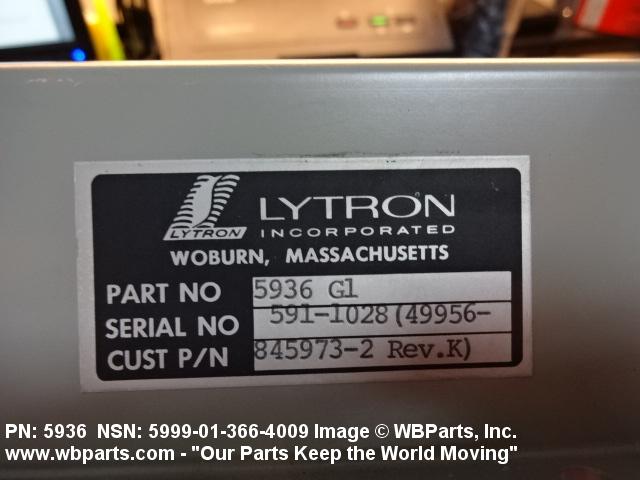 LYTRON
LYTRON
INCORPORATED
WOBURN, MASSACHUSETTS
PART NO 5936 G1
SERIAL NO 591-1028(49956-
CUST P/N 845973-2 Rev.K)
PN: 5936 NSN: 5999-01-366-4009 Image © WBParts, Inc.
www.wbparts.com - "Our Parts Keep the World Moving"